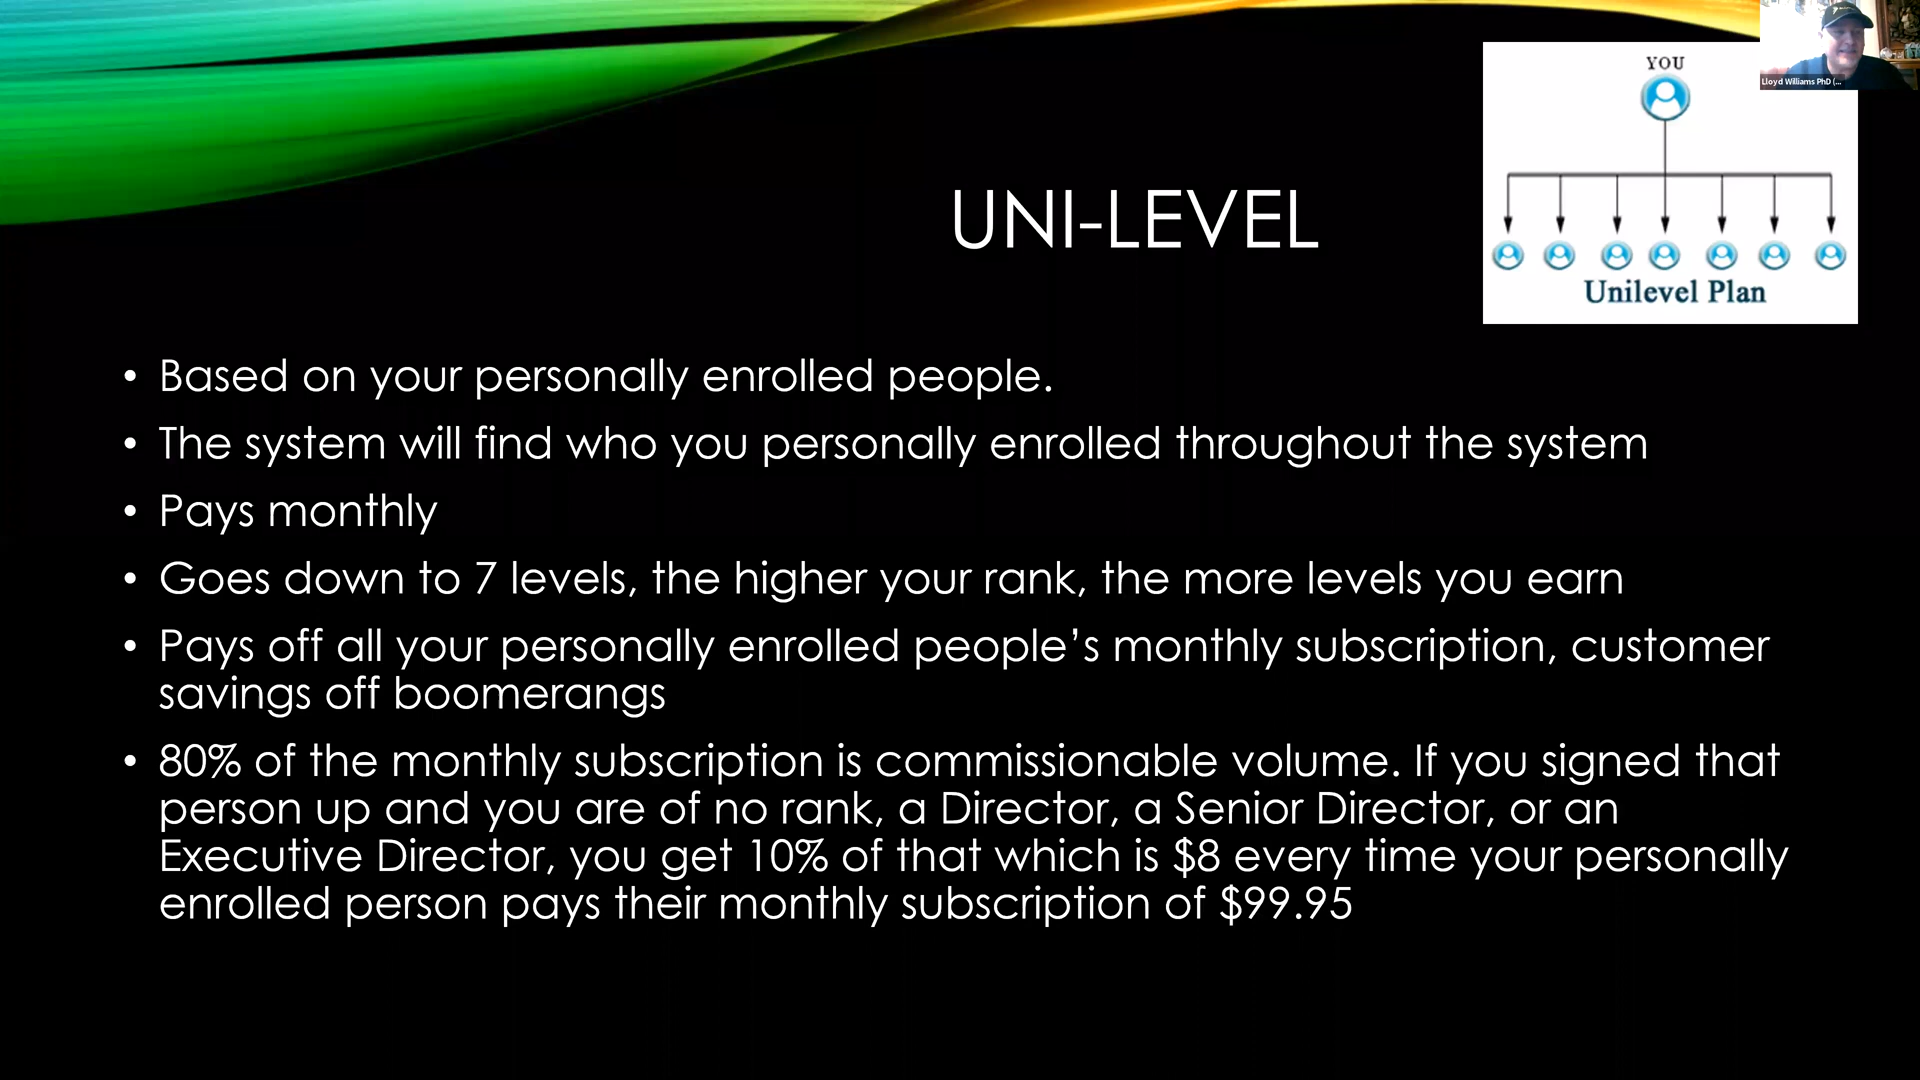 Lloyd Williams PhD (...
YOU
Unilevel Plan
UNI-LEVEL
• Based on your personally enrolled people.
• The system will find who you personally enrolled throughout the system
• Pays monthly
• Goes down to 7 levels, the higher your rank, the more levels you earn
• Pays off all your personally enrolled people’s monthly subscription, customer
savings off boomerangs
• 80% of the monthly subscription is commissionable volume. If you signed that
person up and you are of no rank, a Director, a Senior Director, or an
Executive Director, you get 10% of that which is $8 every time your personally
enrolled person pays their monthly subscription of $99.95